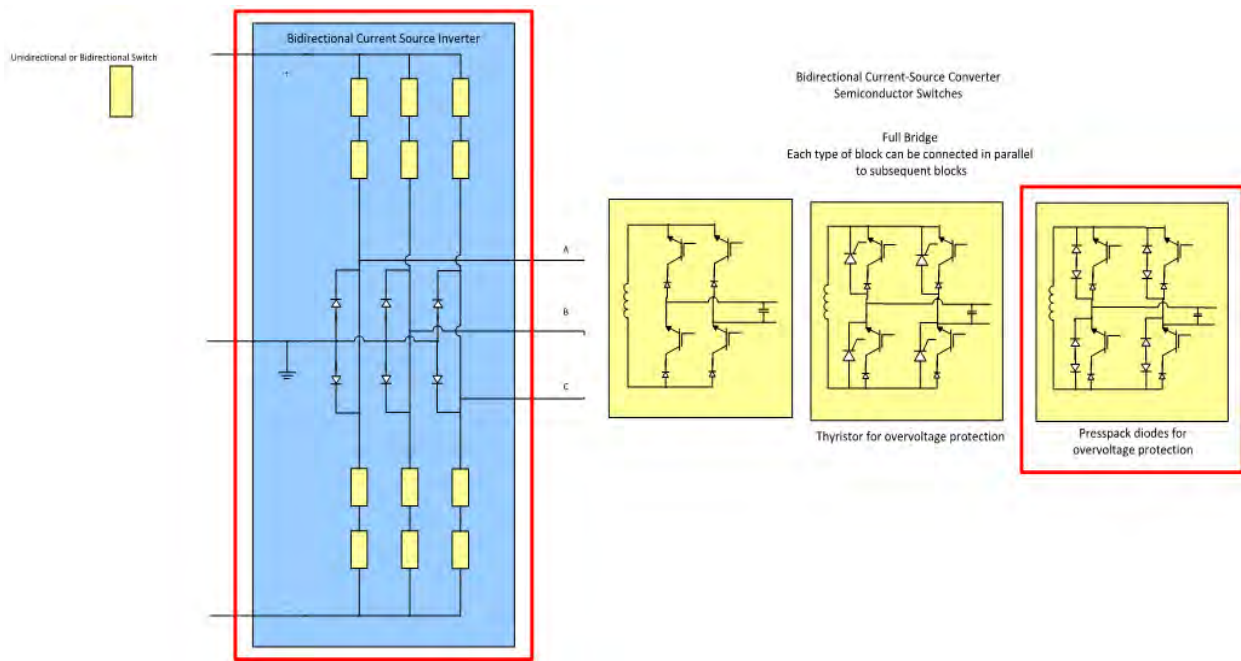 Unidirectional or Bidirectional Switch
Bidirectional Current Source Inverter
A
B
C
Bidirectional Current-Source Converter
Semiconductor Switches
Full Bridge
Each type of block can be connected in parallel
to subsequent blocks
Thyristor for overvoltage protection
Presspack diodes for
overvoltage protection